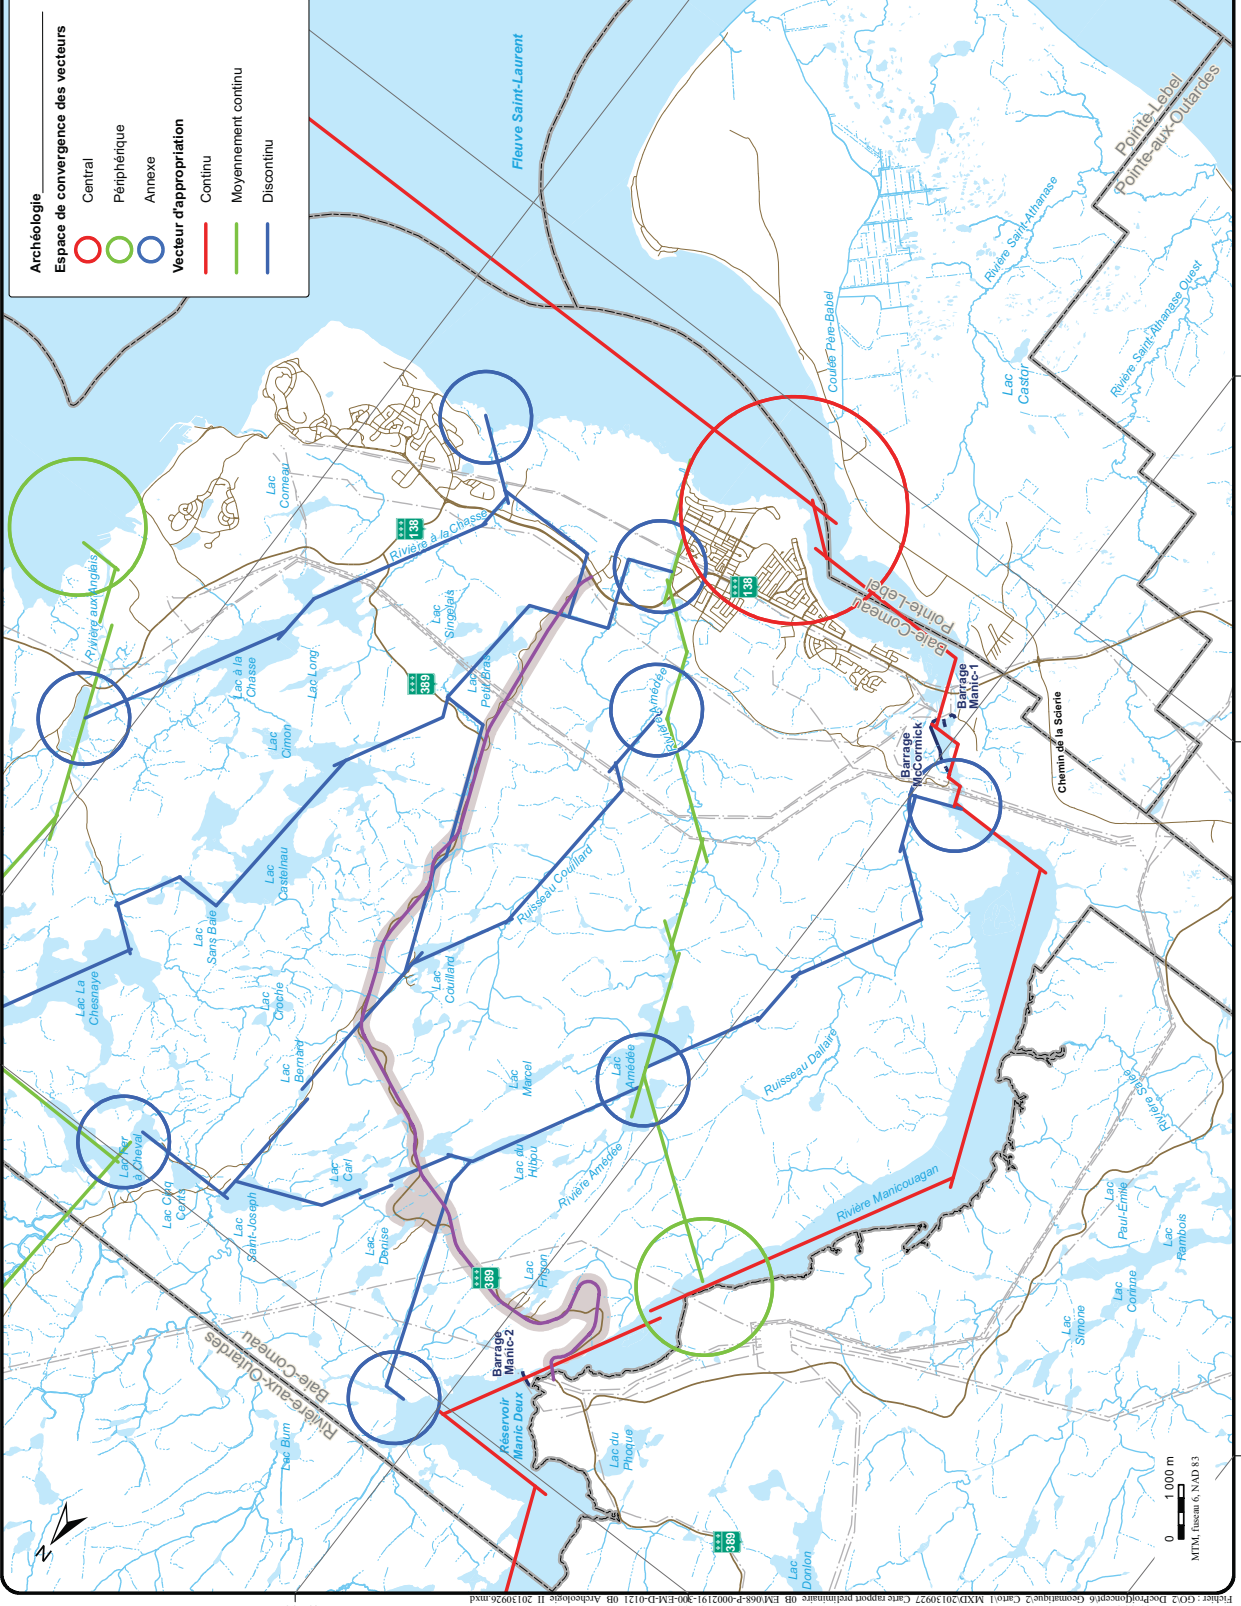 Archéologie
Espace de convergence des vecteurs
Central
Périphérique
Annexe
Vecteur d'appropriation
Continu
Moyennement continu
Discontinu
Fleuve Saint-Laurent
Pointe-Lebel
Pointe-aux-Outardes
Rivière Saint-Athanase
Rivière Saint-Athanase Ouest
Coulée Père-Babel
Lac
Castor
Lac
Comeau
138
Rivière à la Chasse
Rivière aux Anglais
Lac à la
Chasse
Lac Long
Lac
Singelais
389
Lac
Petit Bras
Lac
Cimon
138
Baie-Comeau
Pointe-Lebel
Rivière Amédée
Barrage
Manic-1
Barrage
McCormick
Chemin de la Scierie
Lac
Castelnau
Lac
Sans Baie
Ruisseau Couillard
Lac La
Chesnaye
Lac
Croche
Lac
Couillard
Lac
Bernard
Lac
Marcel
Lac
Amédée
Ruisseau Dallaire
Rivière Salée
Lac Fer
à Cheval
Lac Cinq
Cents
Lac
Saint-Joseph
Lac
Carl
Lac du
Hibou
Rivière Amédée
Rivière Manicouagan
Lac
Paul-Émile
Lac
Rambois
Lac
Denise
389
Lac
Frigon
Lac
Corinne
Lac
Simone
Barrage
Manic-2
Rivière-aux-Outardes
Baie-Comeau
Réservoir
Manic Deux
Lac Bum
Lac du
Phoque
389
Lac
Donlon
N
0 1 000 m
MTM, fuseau 6, NAD 83